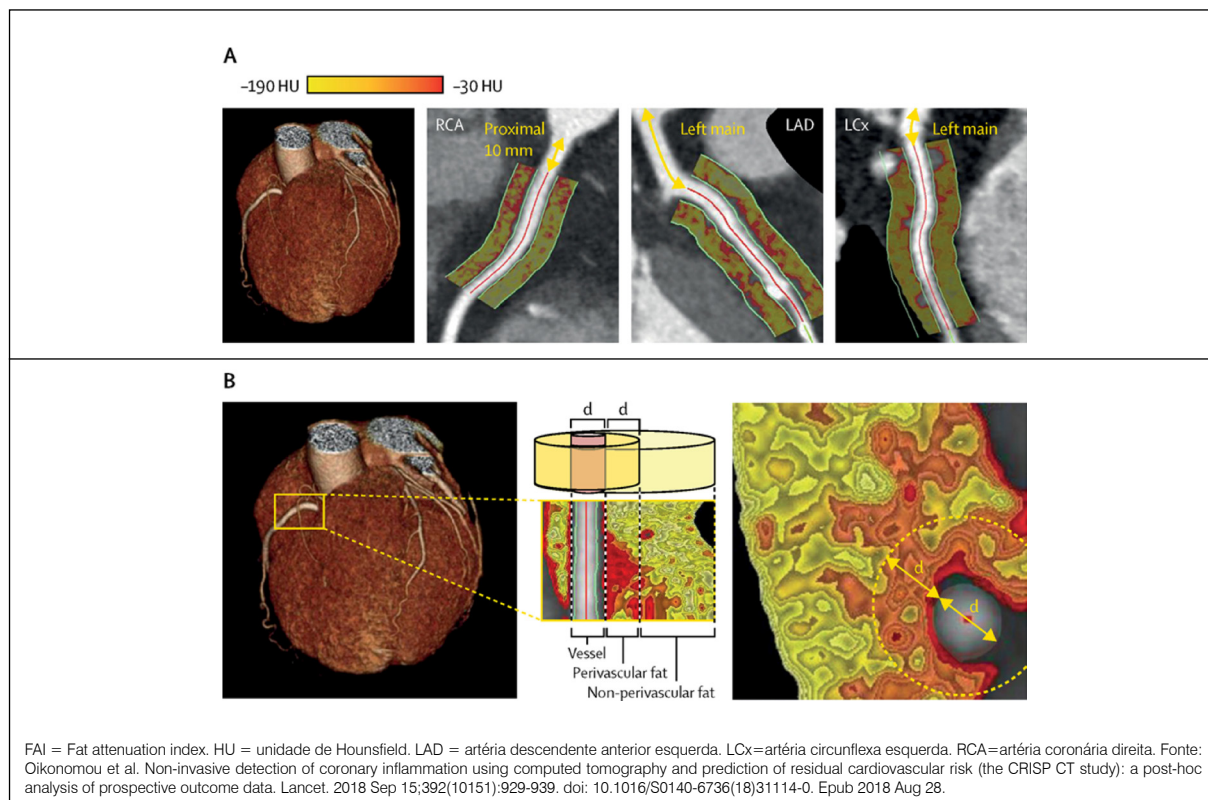 A
–190 HU
–30 HU
RCA
Proximal
10 mm
Left main
LAD
LCx
Left main
B
d
d
Vessel
Perivascular fat
Non-perivascular fat
d
d
FAI = Fat attenuation index. HU = unidade de Hounsfield. LAD = artéria descendente anterior esquerda. LCx=artéria circunflexa esquerda. RCA=artéria coronária direita. Fonte:
Oikonomou et al. Non-invasive detection of coronary inflammation using computed tomography and prediction of residual cardiovascular risk (the CRISP CT study): a post-hoc
analysis of prospective outcome data. Lancet. 2018 Sep 15;392(10151):929-939. doi: 10.1016/S0140-6736(18)31114-0. Epub 2018 Aug 28.